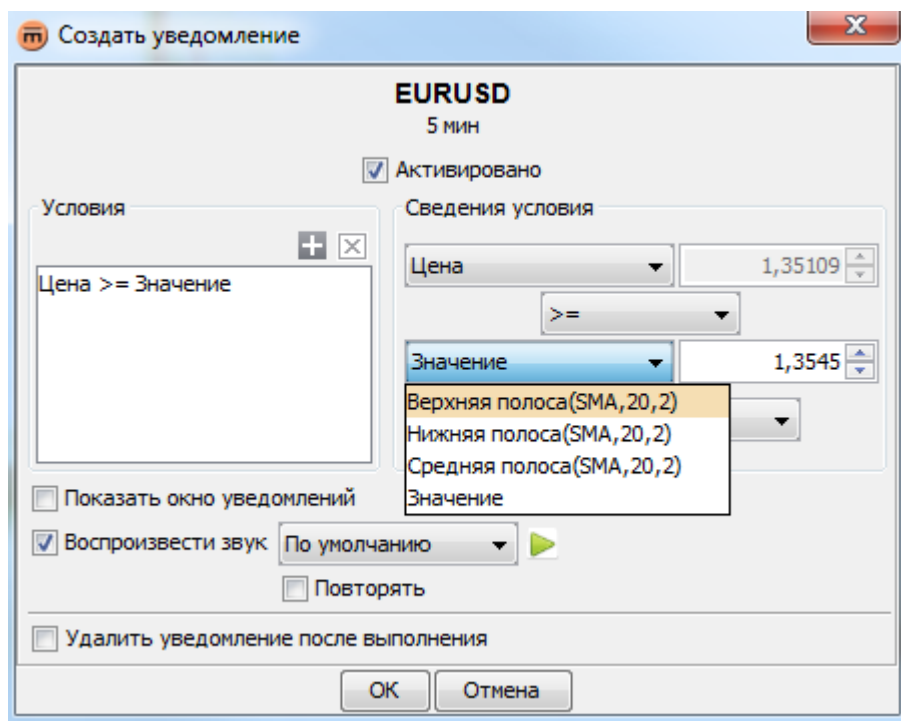 Создать уведомление
EURUSD
5 мин
Активировано
Условия
Цена >= Значение
Сведения условия
Цена 1,35109
>=
Значение 1,3545
Верхняя полоса(SMA,20,2)
Нижняя полоса(SMA,20,2)
Средняя полоса(SMA,20,2)
Значение
Показать окно уведомлений
Воспроизвести звук По умолчанию
Повторять
Удалить уведомление после выполнения
OK Отмена